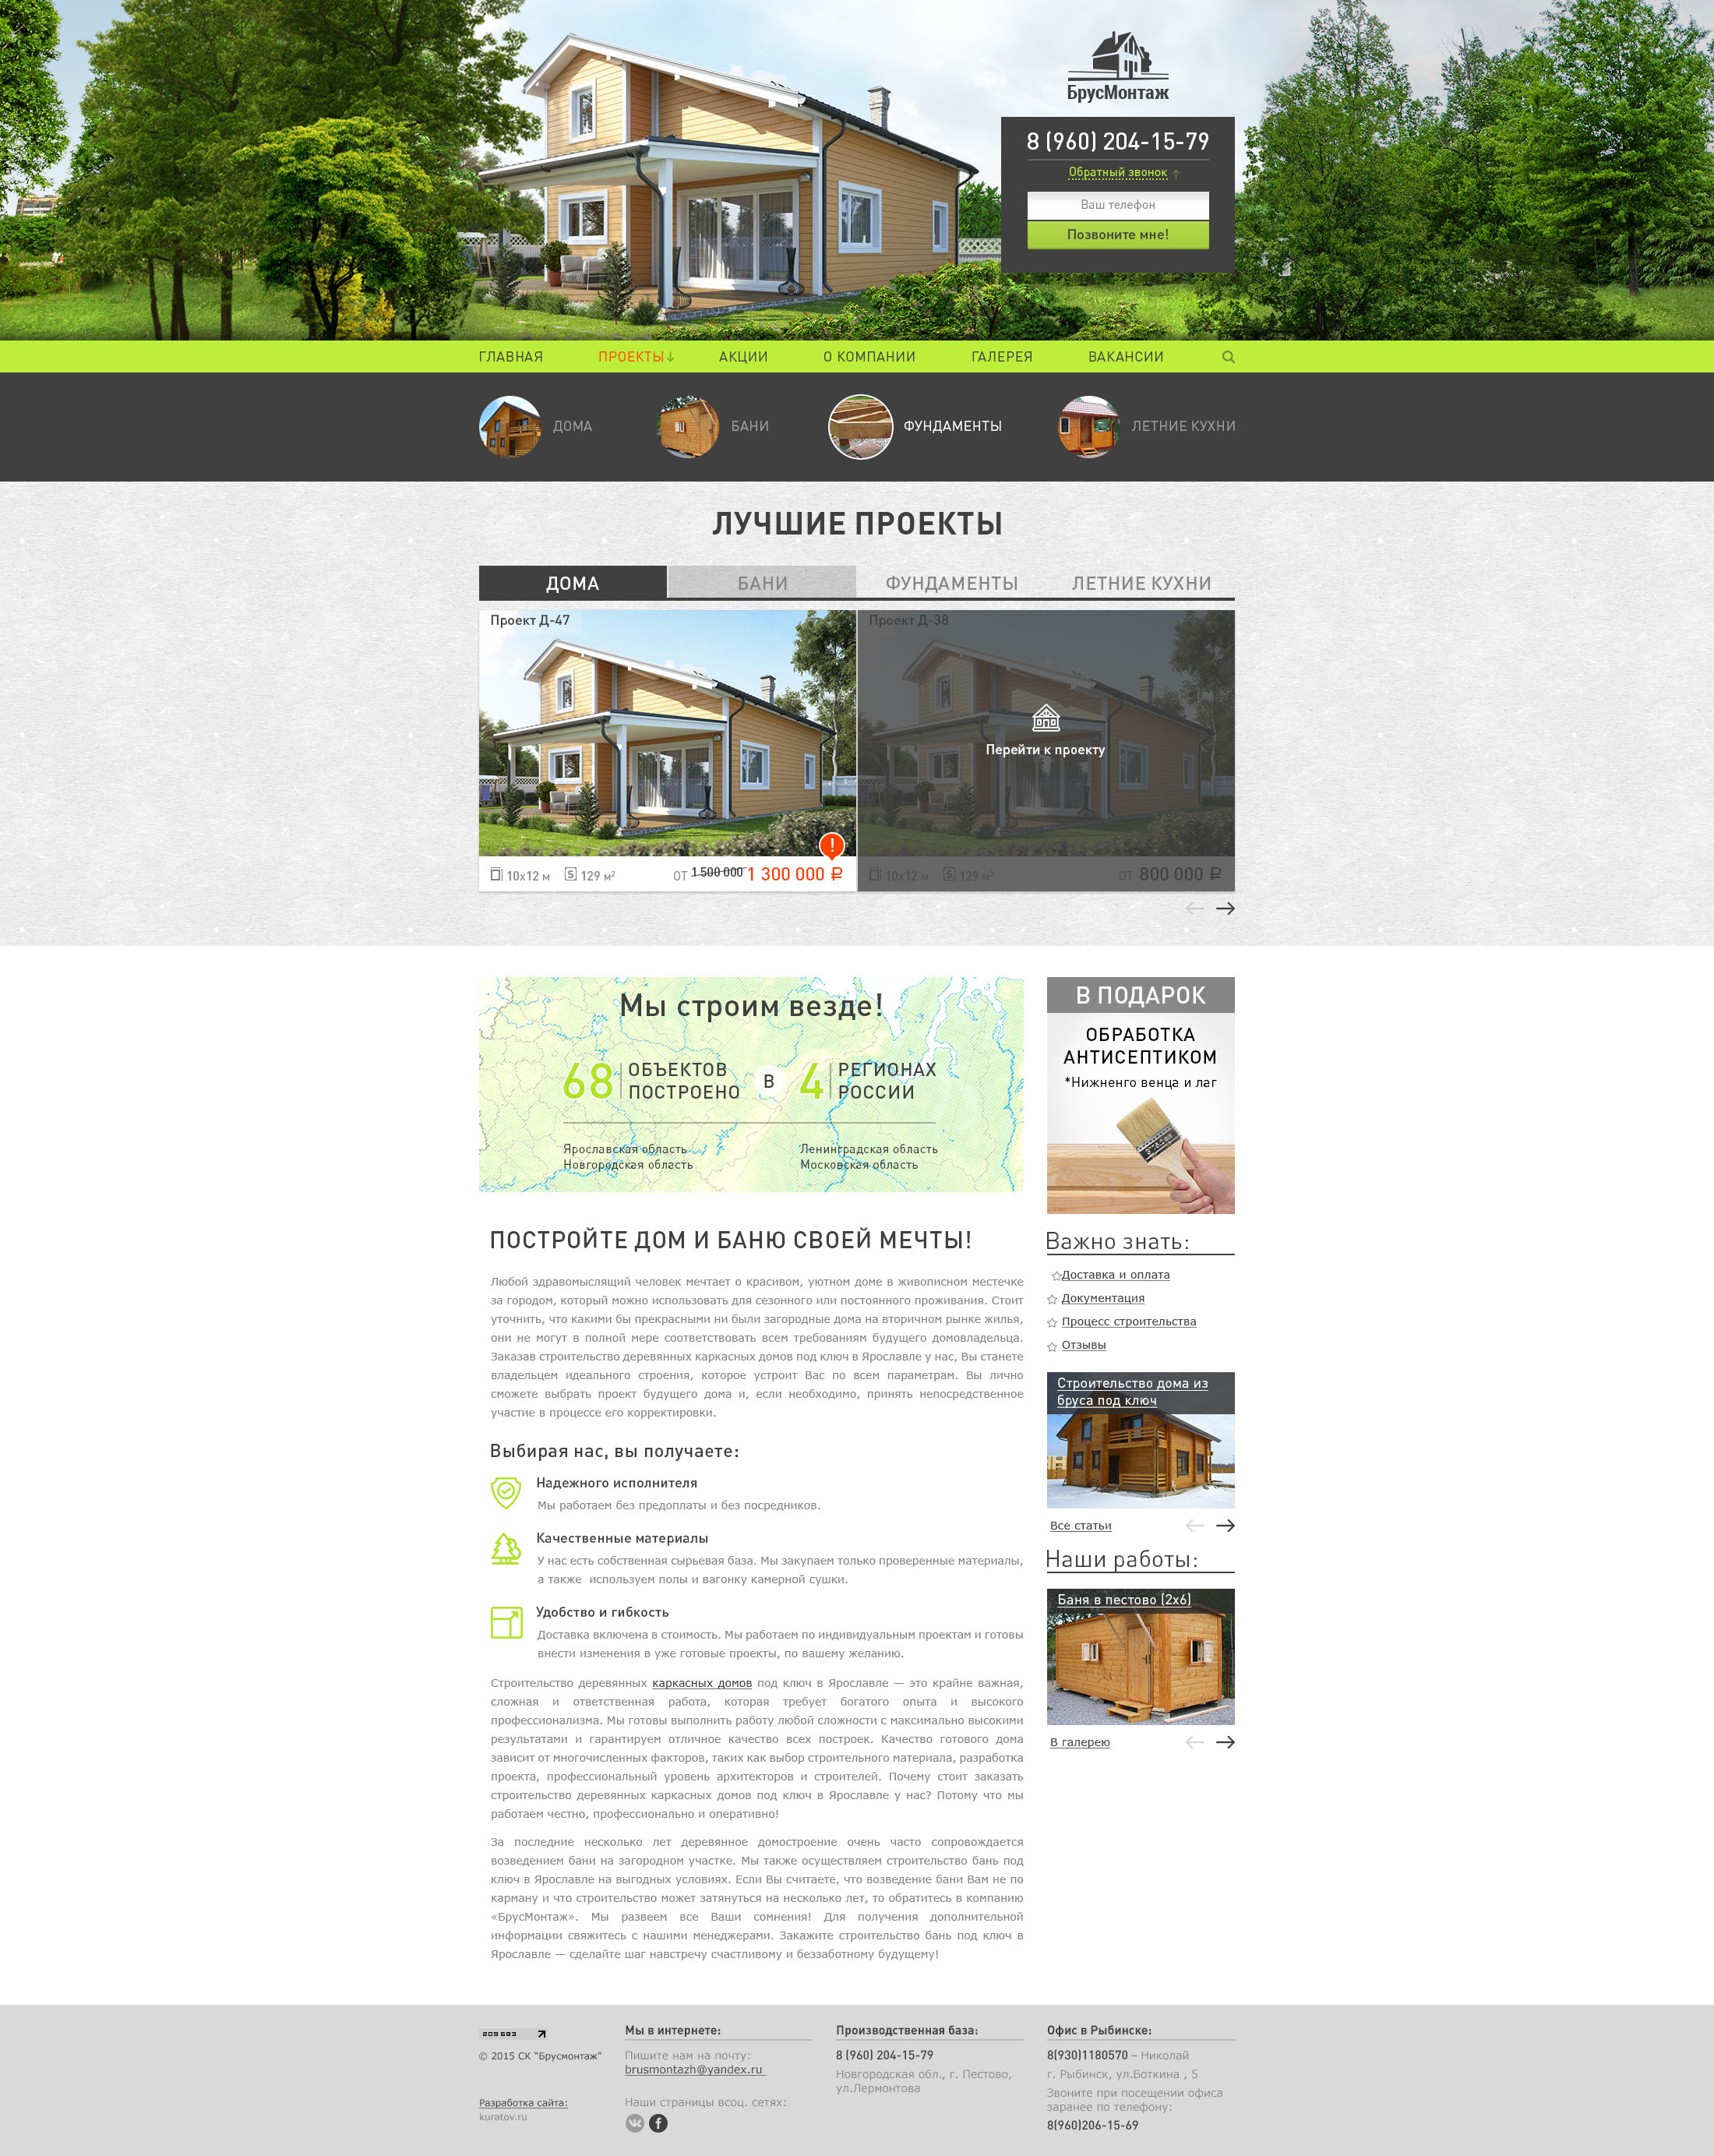 БрусМонтаж
8 (960) 204-15-79
Обратный звонок
Ваш телефон
Позвоните мне!
ГЛАВНАЯ ПРОЕКТЫ АКЦИИ О КОМПАНИИ ГАЛЕРЕЯ ВАКАНСИИ
ДОМА БАНИ ФУНДАМЕНТЫ ЛЕТНИЕ КУХНИ
ЛУЧШИЕ ПРОЕКТЫ
ДОМА БАНИ ФУНДАМЕНТЫ ЛЕТНИЕ КУХНИ
Проект Д-47
10х12 м S 129 м² ОТ 1 500 000 1 300 000 ₽
!
Проект Д-38
Перейти к проекту
10х12 м S 129 м² ОТ 800 000 ₽
Мы строим везде!
68 ОБЪЕКТОВ ПОСТРОЕНО В 4 РЕГИОНАХ РОССИИ
Ярославская область Ленинградская область
Новгородская область Московская область
ПОСТРОЙТЕ ДОМ И БАНЮ СВОЕЙ МЕЧТЫ!
Любой здравомыслящий человек мечтает о красивом, уютном доме в живописном местечке
за городом, который можно использовать для сезонного или постоянного проживания. Стоит
уточнить, что какими бы прекрасными ни были загородные дома на вторичном рынке жилья,
они не могут в полной мере соответствовать всем требованиям будущего домовладельца.
Заказав строительство деревянных каркасных домов под ключ в Ярославле у нас, Вы станете
владельцем идеального строения, которое устроит Вас по всем параметрам. Вы лично
сможете выбрать проект будущего дома и, если необходимо, принять непосредственное
участие в процессе его корректировки.
Выбирая нас, вы получаете:
Надежного исполнителя
Мы работаем без предоплаты и без посредников.
Качественные материалы
У нас есть собственная сырьевая база. Мы закупаем только проверенные материалы,
а также используем полы и вагонку камерной сушки.
Удобство и гибкость
Доставка включена в стоимость. Мы работаем по индивидуальным проектам и готовы
внести изменения в уже готовые проекты, по вашему желанию.
Строительство деревянных каркасных домов под ключ в Ярославле — это крайне важная,
сложная и ответственная работа, которая требует богатого опыта и высокого
профессионализма. Мы готовы выполнить работу любой сложности с максимально высокими
результатами и гарантируем отличное качество всех построек. Качество готового дома
зависит от многочисленных факторов, таких как выбор строительного материала, разработка
проекта, профессиональный уровень архитекторов и строителей. Почему стоит заказать
строительство деревянных каркасных домов под ключ в Ярославле у нас? Потому что мы
работаем честно, профессионально и оперативно!
За последние несколько лет деревянное домостроение очень часто сопровождается
возведением бани на загородном участке. Мы также осуществляем строительство бань под
ключ в Ярославле на выгодных условиях. Если Вы считаете, что возведение бани Вам не по
карману и что строительство может затянуться на несколько лет, то обратитесь в компанию
«БрусМонтаж». Мы развеем все Ваши сомнения! Для получения дополнительной
информации свяжитесь с нашими менеджерами. Закажите строительство бань под ключ в
Ярославле — сделайте шаг навстречу счастливому и беззаботному будущему!
В ПОДАРОК
ОБРАБОТКА
АНТИСЕПТИКОМ
*Нижненго венца и лаг
Важно знать:
Доставка и оплата
Документация
Процесс строительства
Отзывы
Строительство дома из
бруса под ключ
Все статьи
Наши работы:
Баня в пестово (2х6)
В галерею
209 683
© 2015 СК “Брусмонтаж”
Разработка сайта:
kuratov.ru
Мы в интернете:
Пишите нам на почту:
brusmontazh@yandex.ru
Наши страницы всоц. сетях:
Производственная база:
8 (960) 204-15-79
Новгородская обл., г. Пестово,
ул.Лермонтова
Офис в Рыбинске:
8(930)1180570 – Николай
г. Рыбинск, ул.Боткина , 5
Звоните при посещении офиса
заранее по телефону:
8(960)206-15-69